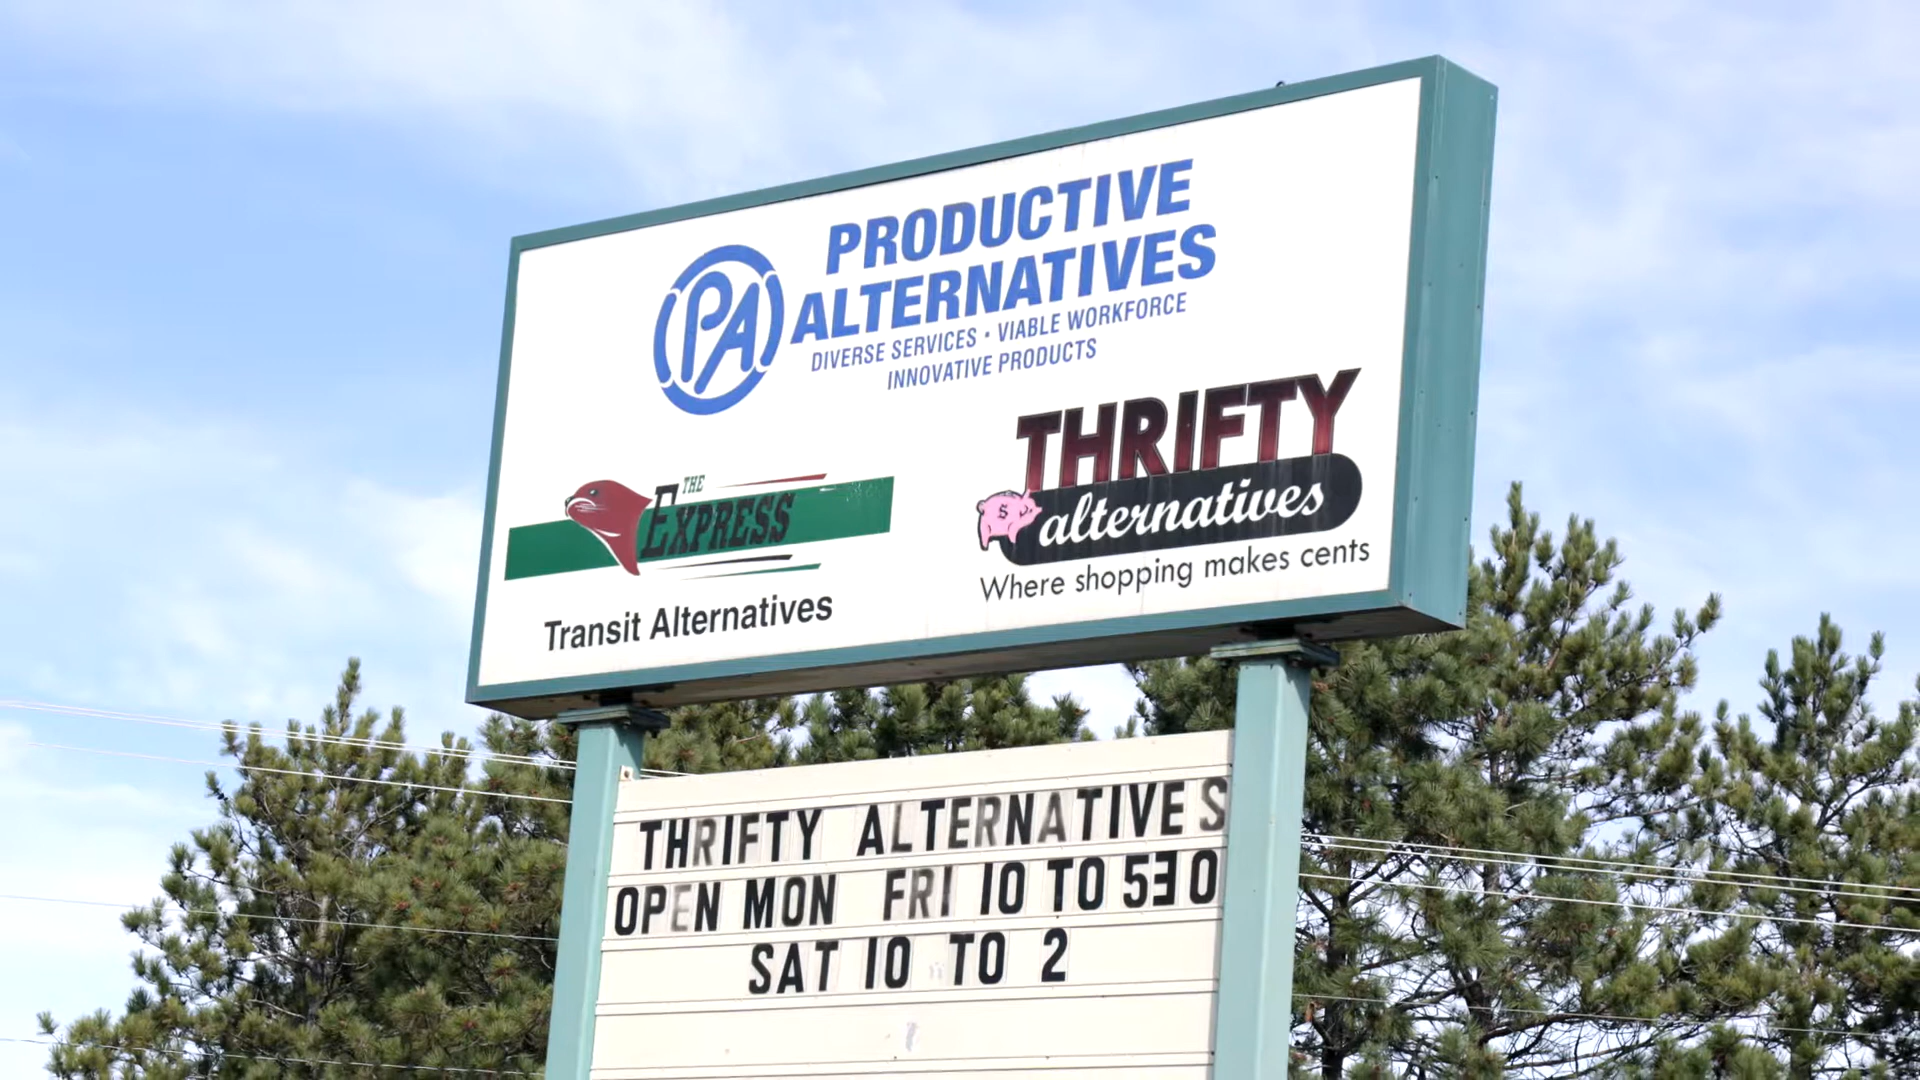 PA
PRODUCTIVE
ALTERNATIVES
DIVERSE SERVICES • VIABLE WORKFORCE
INNOVATIVE PRODUCTS
THE
EXPRESS
Transit Alternatives
THRIFTY
$
alternatives
Where shopping makes cents
THRIFTY ALTERNATIVES
OPEN MON FRI 10 TO 530
SAT 10 TO 2